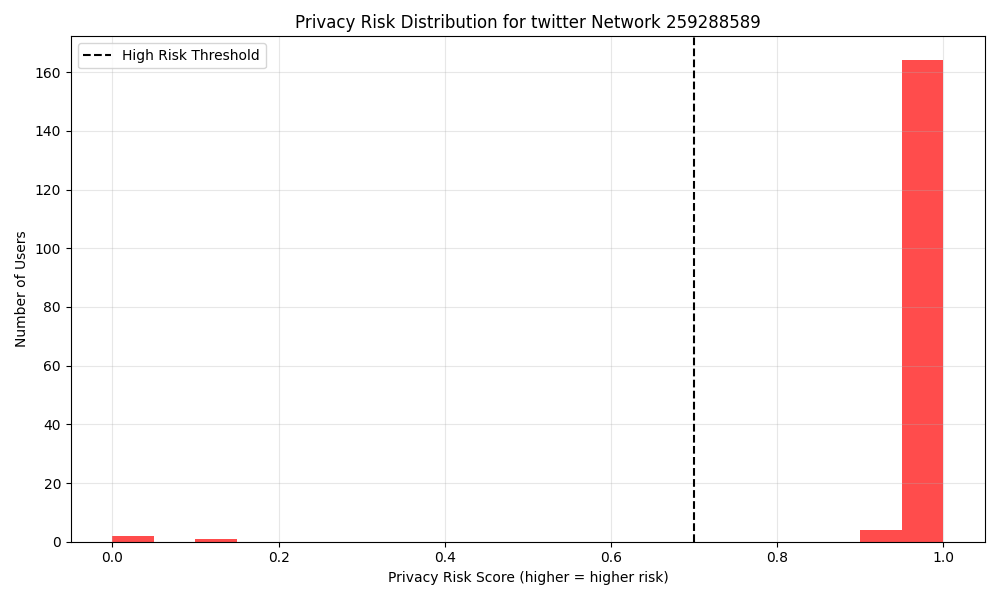 Privacy Risk Distribution for twitter Network 259288589
High Risk Threshold
160
140
120
100
80
60
40
20
0
Number of Users
0.0 0.2 0.4 0.6 0.8 1.0
Privacy Risk Score (higher = higher risk)